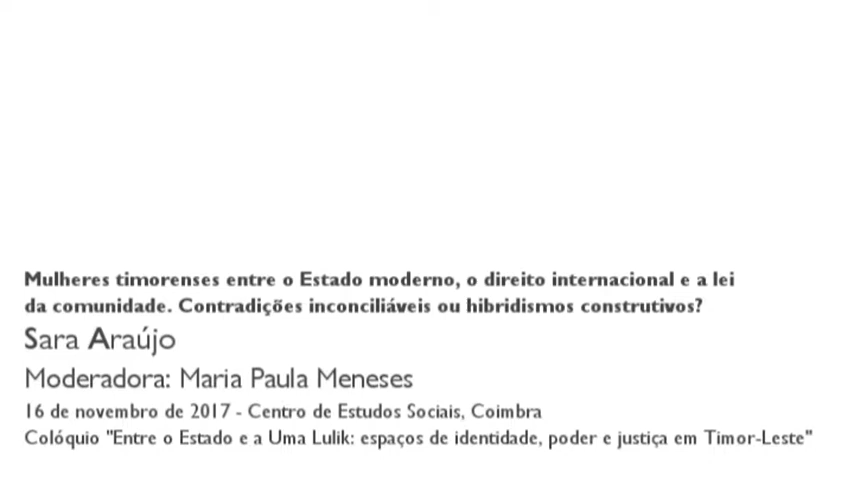 Mulheres timorenses entre o Estado moderno, o direito internacional e a lei
da comunidade. Contradições inconciliáveis ou hibridismos construtivos?
Sara Araújo
Moderadora: Maria Paula Meneses
16 de novembro de 2017 - Centro de Estudos Sociais, Coimbra
Colóquio "Entre o Estado e a Uma Lulik: espaços de identidade, poder e justiça em Timor-Leste"